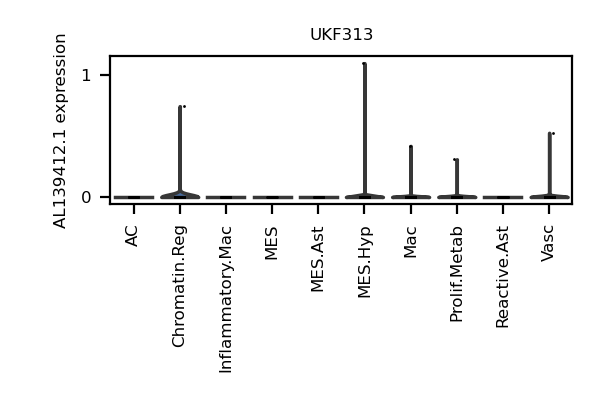 UKF313
AL139412.1 expression
1
0
AC
Chromatin.Reg
Inflammatory.Mac
MES
MES.Ast
MES.Hyp
Mac
Prolif.Metab
Reactive.Ast
Vasc